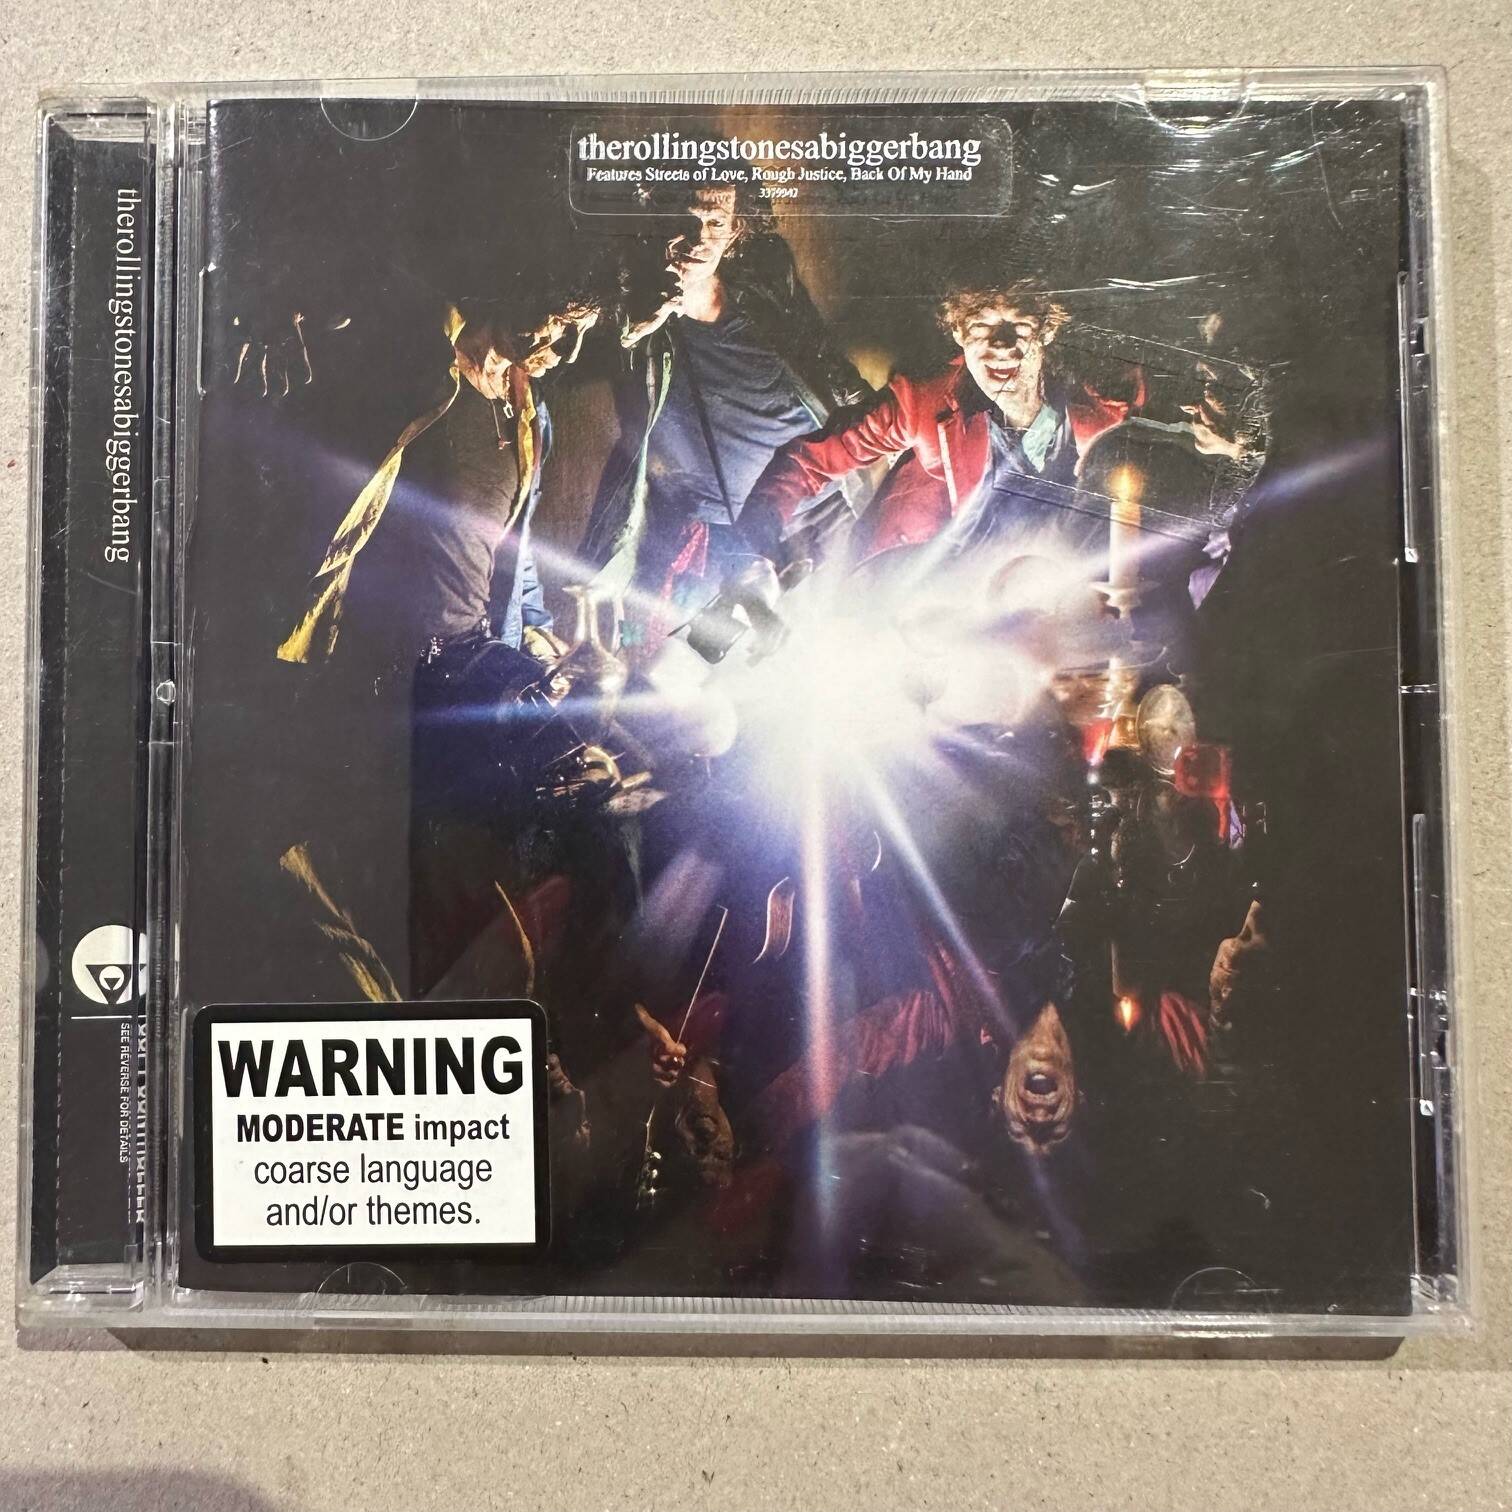 therollingstonesabiggerbang
Features Streets of Love, Rough Justice, Back Of My Hand
3379942
therollingstonesabiggerbang
SEE REVERSE FOR DETAILS
WARNING
MODERATE impact
coarse language
and/or themes.